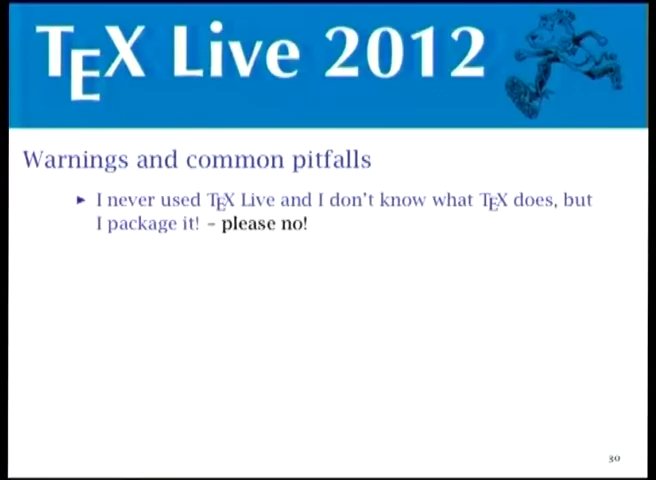 TEX Live 2012
Warnings and common pitfalls
► I never used TEX Live and I don't know what TEX does, but
I package it! – please no!
30